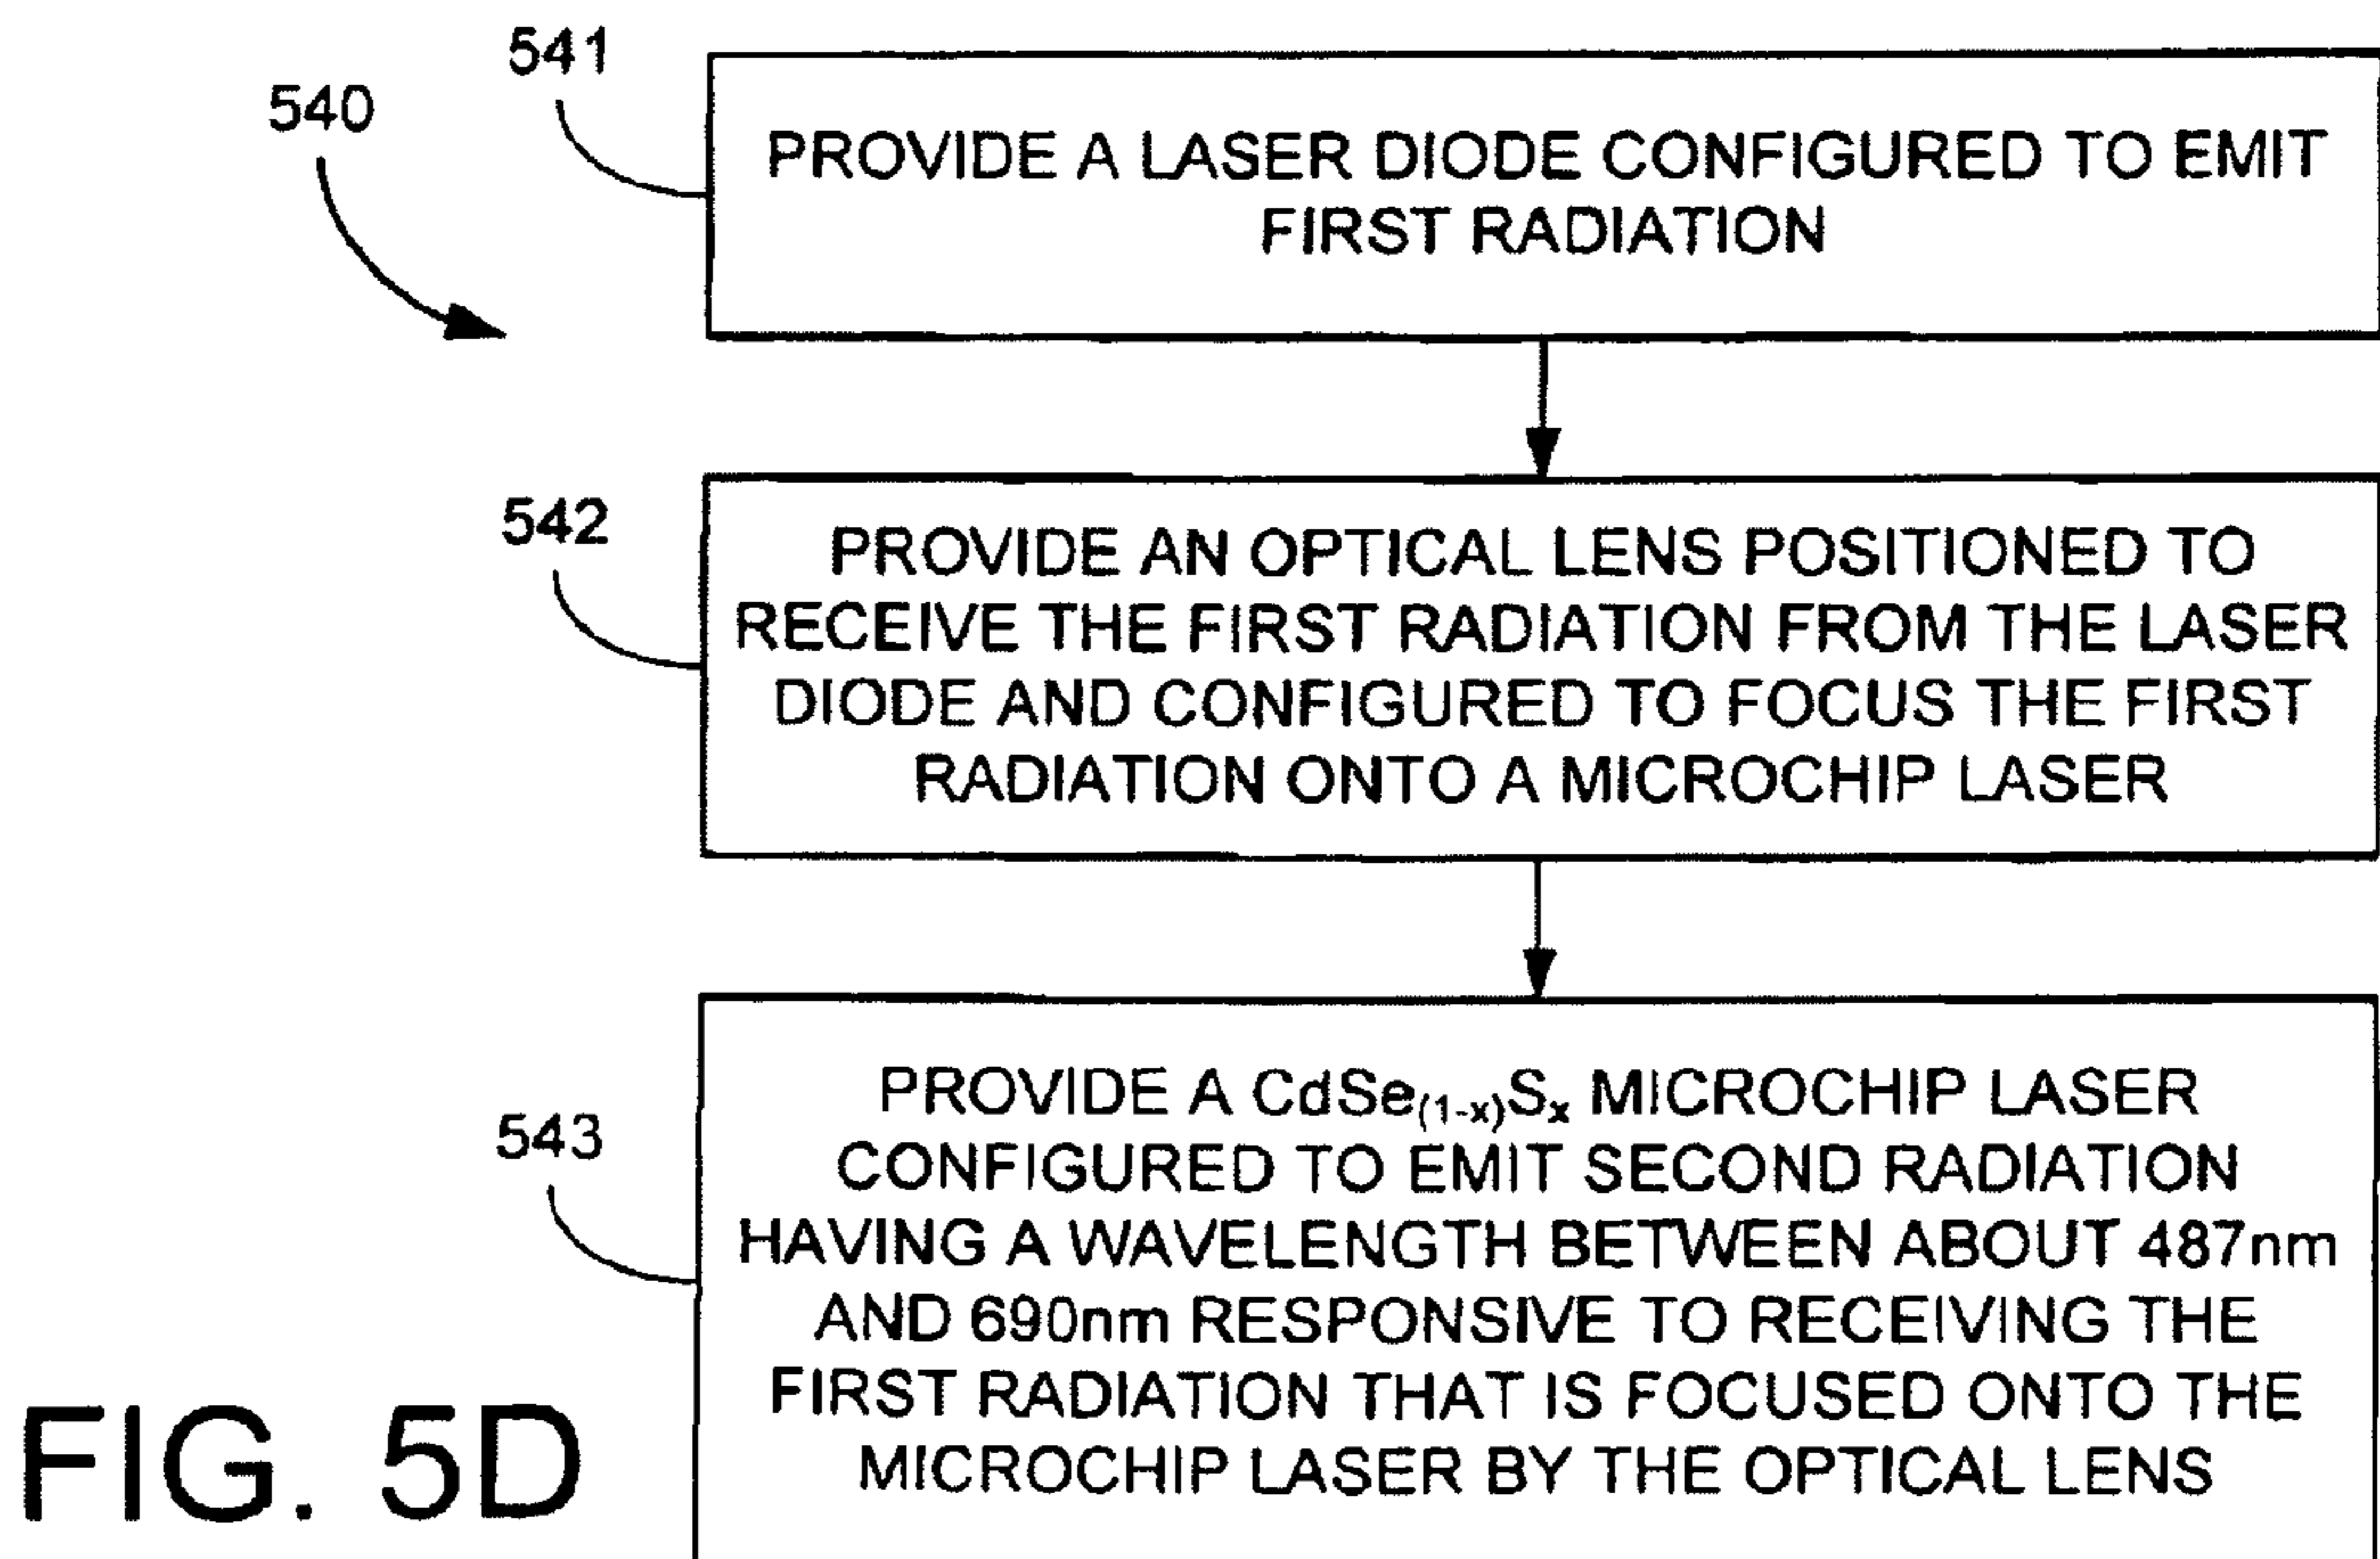 540
541
PROVIDE A LASER DIODE CONFIGURED TO EMIT
FIRST RADIATION
542
PROVIDE AN OPTICAL LENS POSITIONED TO
RECEIVE THE FIRST RADIATION FROM THE LASER
DIODE AND CONFIGURED TO FOCUS THE FIRST
RADIATION ONTO A MICROCHIP LASER
543
PROVIDE A CdSe(1-x)Sx MICROCHIP LASER
CONFIGURED TO EMIT SECOND RADIATION
HAVING A WAVELENGTH BETWEEN ABOUT 487nm
AND 690nm RESPONSIVE TO RECEIVING THE
FIRST RADIATION THAT IS FOCUSED ONTO THE
MICROCHIP LASER BY THE OPTICAL LENS
FIG. 5D